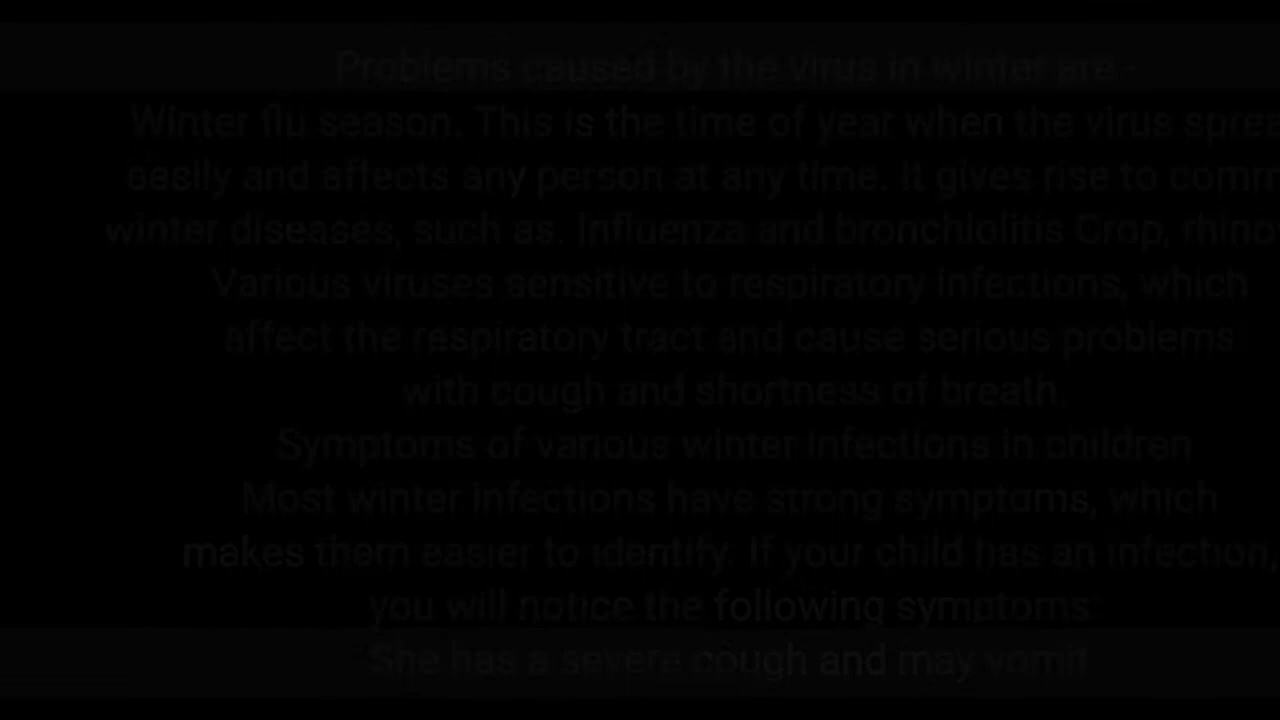 Problems caused by the virus in winter are -
Winter flu season. This is the time of year when the virus sprea
easily and affects any person at any time. It gives rise to comm
winter diseases, such as. Influenza and bronchiolitis Crop, rhino
Various viruses sensitive to respiratory infections, which
affect the respiratory tract and cause serious problems
with cough and shortness of breath.
Symptoms of various winter infections in children
Most winter infections have strong symptoms, which
makes them easier to identify. If your child has an infection,
you will notice the following symptoms:
She has a severe cough and may vomit